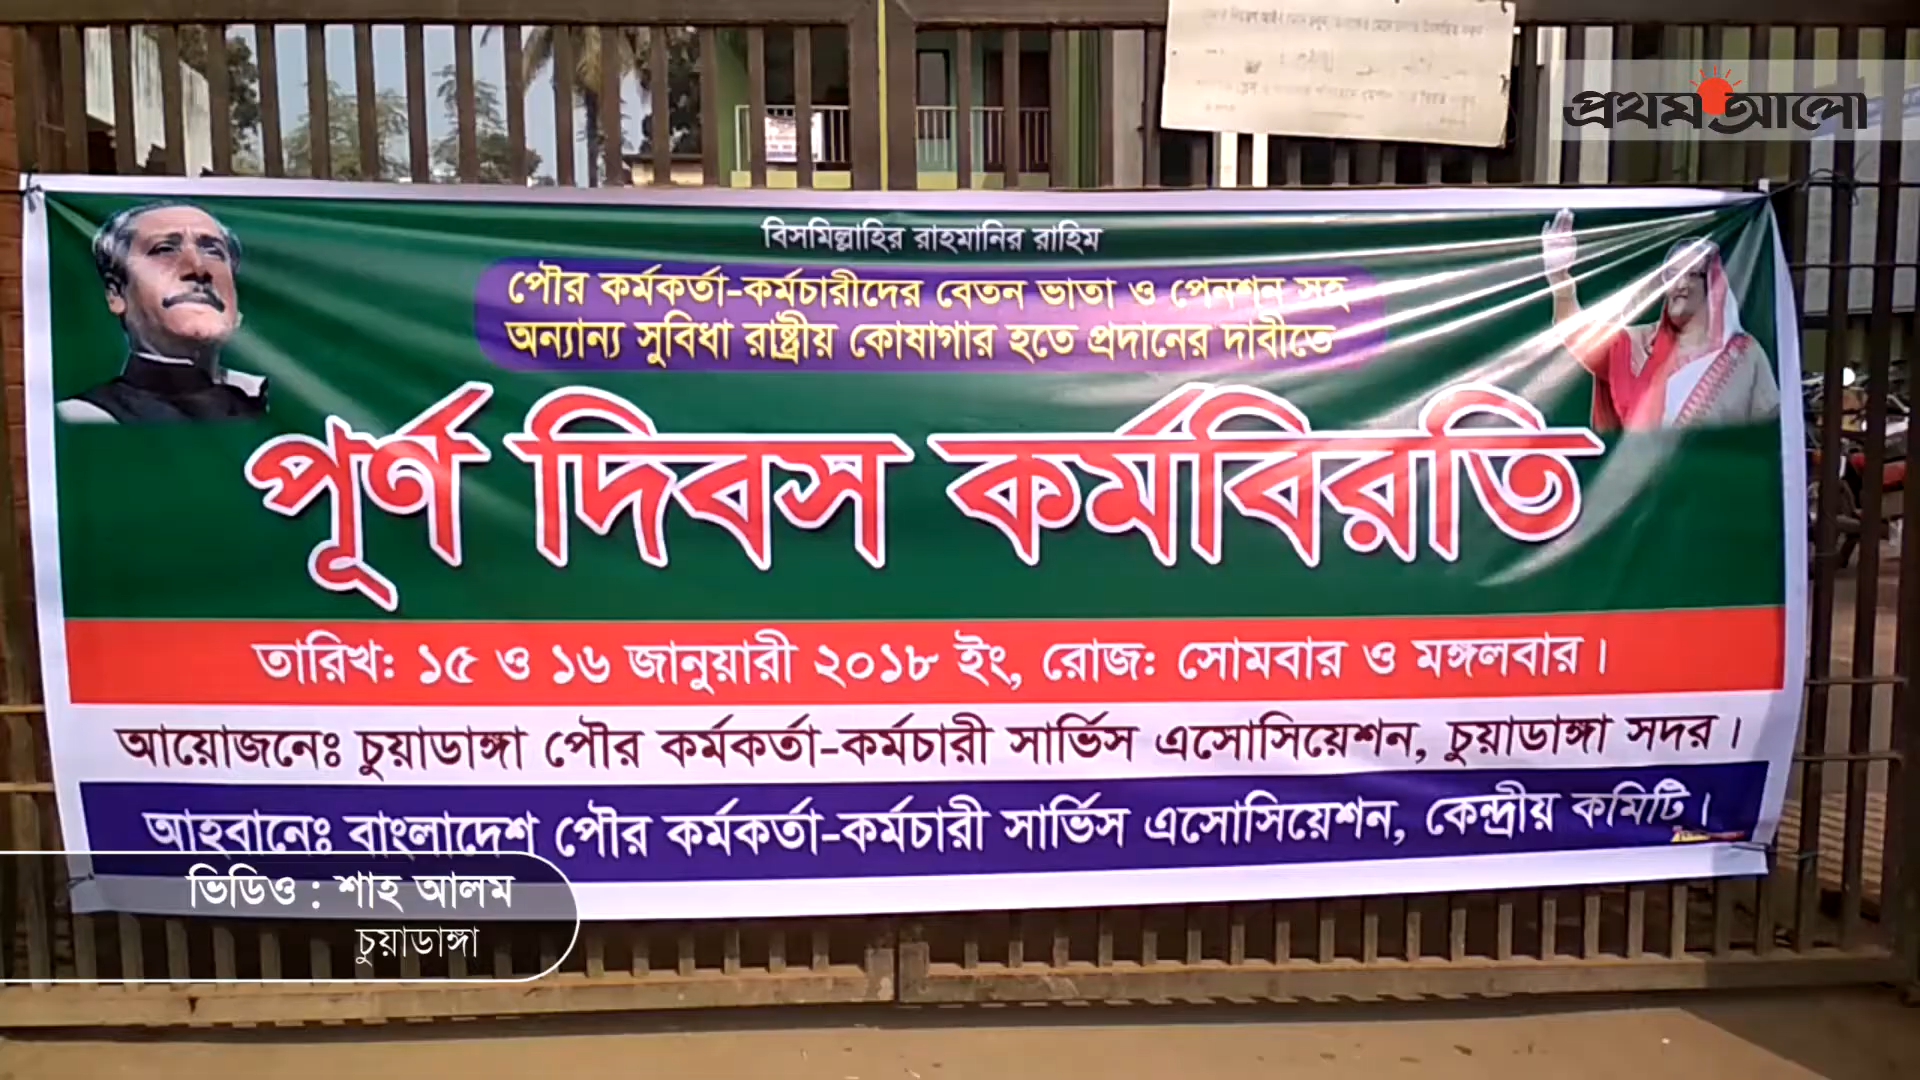 প্রথম আলো
বিসমিল্লাহির রাহমানির রাহিম
পৌর কর্মকর্তা-কর্মচারীদের বেতন ভাতা ও পেনশন সহ
অন্যান্য সুবিধা রাষ্ট্রীয় কোষাগার হতে প্রদানের দাবীতে
পূর্ণ দিবস কর্মবিরতি
তারিখ: ১৫ ও ১৬ জানুয়ারী ২০১৮ ইং, রোজ: সোমবার ও মঙ্গলবার।
আয়োজনেঃ চুয়াডাঙ্গা পৌর কর্মকর্তা-কর্মচারী সার্ভিস এসোসিয়েশন, চুয়াডাঙ্গা সদর।
আহবানেঃ বাংলাদেশ পৌর কর্মকর্তা-কর্মচারী সার্ভিস এসোসিয়েশন, কেন্দ্রীয় কমিটি।
ভিডিও : শাহ আলম
চুয়াডাঙ্গা